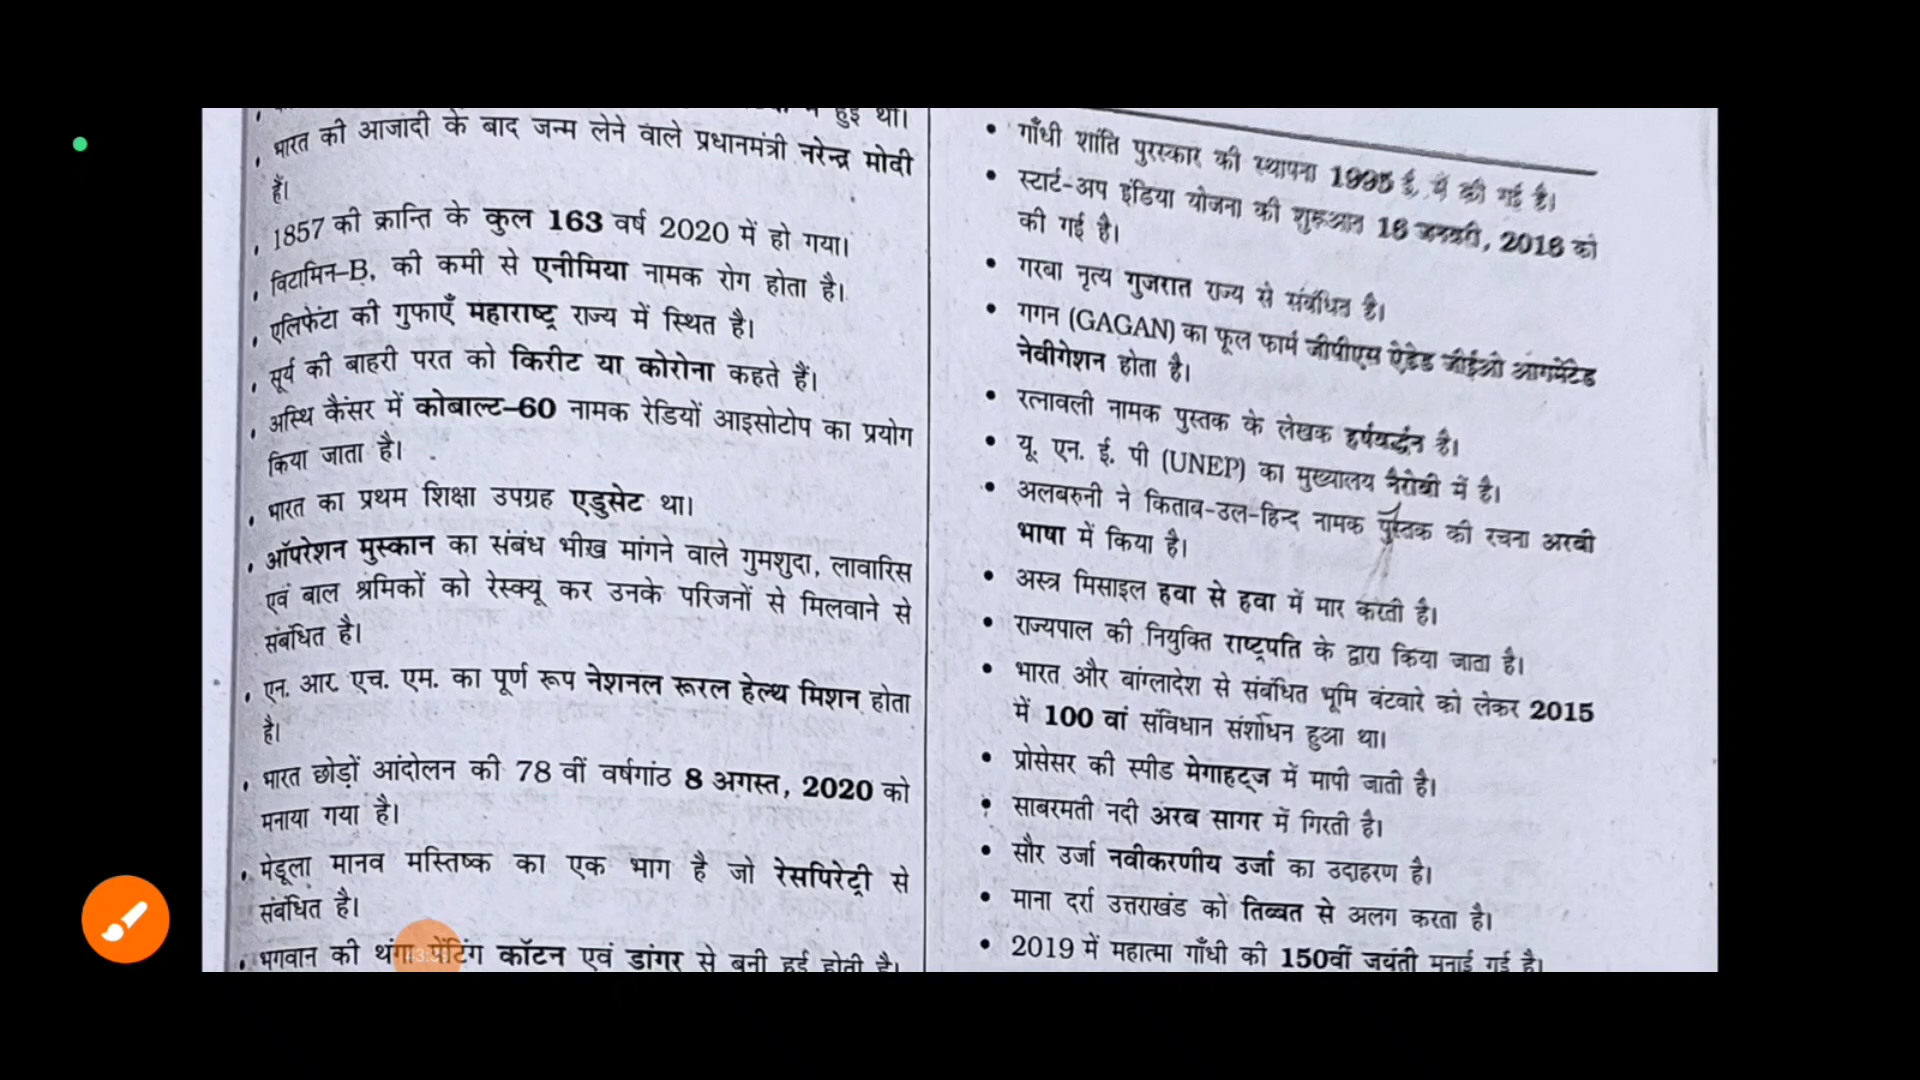 हुई थी।
भारत की आजादी के बाद जन्म लेने वाले प्रधानमंत्री नरेन्द्र मोदी
हैं।
1857 की क्रान्ति के कुल 163 वर्ष 2020 में हो गया।
विटामिन-B, की कमी से एनीमिया नामक रोग होता है।
एलिफेंटा की गुफाएँ महाराष्ट्र राज्य में स्थित है।
सूर्य की बाहरी परत को किरीट या कोरोना कहते हैं।
अस्थि कैंसर में कोबाल्ट-60 नामक रेडियों आइसोटोप का प्रयोग
किया जाता है।
भारत का प्रथम शिक्षा उपग्रह एडुसेट था।
ऑपरेशन मुस्कान का संबंध भीख मांगने वाले गुमशुदा, लावारिस
एवं बाल श्रमिकों को रेस्क्यू कर उनके परिजनों से मिलवाने से
संबंधित है।
एन. आर. एच. एम. का पूर्ण रूप नेशनल रूरल हेल्थ मिशन होता
है।
भारत छोड़ों आंदोलन की 78 वीं वर्षगांठ 8 अगस्त, 2020 को
मनाया गया है।
मेडूला मानव मस्तिष्क का एक भाग है जो रेसपिरेट्री से
संबंधित है।
भगवान की थंगा पेंटिंग कॉटन एवं डांगर से बनी हुई होती है।
गाँधी शांति पुरस्कार की स्थापना 1995 ई. में की गई है।
स्टार्ट-अप इंडिया योजना की शुरूआत 16 जनवरी, 2016 को
की गई है।
गरबा नृत्य गुजरात राज्य से संबंधित है।
गगन (GAGAN) का फूल फार्म जीपीएस ऐडेड जीईओ आगमेंटेड
नेवीगेशन होता है।
रत्नावली नामक पुस्तक के लेखक हर्षवर्द्धन है।
यू. एन. ई. पी (UNEP) का मुख्यालय नैरोबी में है।
अलबरुनी ने किताब-उल-हिन्द नामक पुस्तक की रचना अरबी
भाषा में किया है।
अस्त्र मिसाइल हवा से हवा में मार करती है।
राज्यपाल की नियुक्ति राष्ट्रपति के द्वारा किया जाता है।
भारत और बांग्लादेश से संबंधित भूमि बंटवारे को लेकर 2015
में 100 वां संविधान संर्शोधन हुआ था।
प्रोसेसर की स्पीड मेगाहट्ज में मापी जाती है।
साबरमती नदी अरब सागर में गिरती है।
सौर उर्जा नवीकरणीय उर्जा का उदाहरण है।
माना दर्रा उत्तराखंड को तिब्बत से अलग करता है।
2019 में महात्मा गाँधी की 150वीं जयंती मनाई गई है।